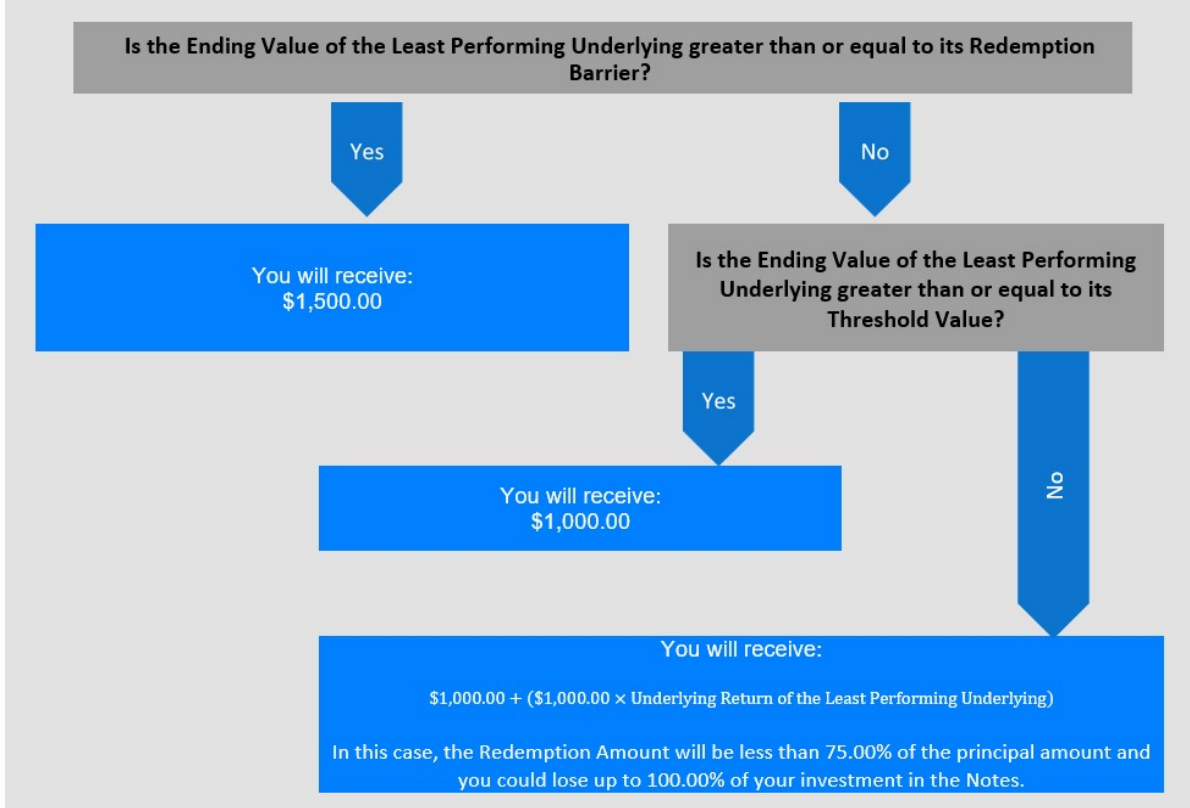 Is the Ending Value of the Least Performing Underlying greater than or equal to its Redemption
Barrier?
Yes
No
You will receive:
$1,500.00
Is the Ending Value of the Least Performing
Underlying greater than or equal to its
Threshold Value?
Yes
No
You will receive:
$1,000.00
You will receive:
$1,000.00 + ($1,000.00 × Underlying Return of the Least Performing Underlying)
In this case, the Redemption Amount will be less than 75.00% of the principal amount and
you could lose up to 100.00% of your investment in the Notes.